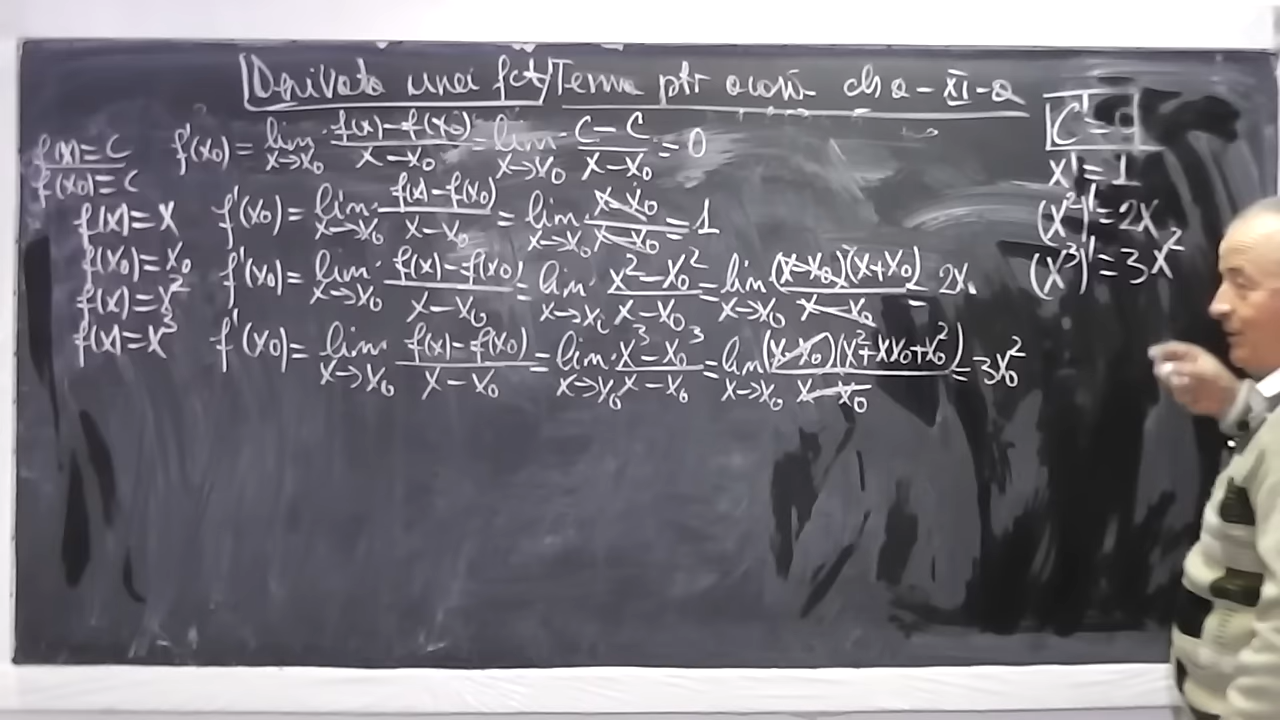 Derivata unei fct/Tema ptr acasă cls a-XI-a
f(x)=C f'(x₀)= lim x→x₀ (f(x)-f(x₀))/(x-x₀) = lim x→x₀ (C-C)/(x-x₀) = 0 C'=0
f(x₀)=C x'=1
f(x)=x f'(x₀)= lim x→x₀ (f(x)-f(x₀))/(x-x₀) = lim x→x₀ (x-x₀)/(x-x₀) = 1 (x²)'=2x
f(x₀)=x₀ f'(x₀)= lim x→x₀ (f(x)-f(x₀))/(x-x₀) = lim x→x₀ (x²-x₀²)/(x-x₀) = lim x→x₀ (x-x₀)(x+x₀)/(x-x₀) = 2x₀ (x³)'=3x²
f(x)=x²
f(x)=x³ f'(x₀)= lim x→x₀ (f(x)-f(x₀))/(x-x₀) = lim x→x₀ (x³-x₀³)/(x-x₀) = lim x→x₀ (x-x₀)(x²+xx₀+x₀²)/(x-x₀) = 3x₀²